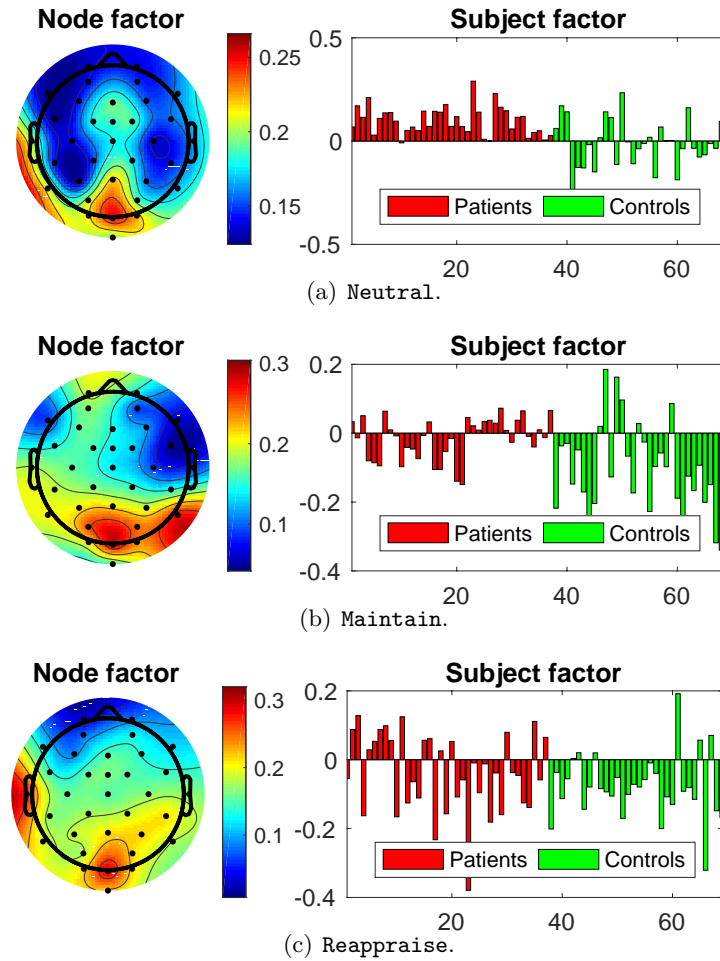 Node factor
Subject factor
0.25
0.2
0.15
0.5
0
-0.5
Patients
Controls
20 40 60
(a) Neutral.
Node factor
Subject factor
0.3
0.2
0.1
0.2
0
-0.2
-0.4
Patients
Controls
20 40 60
(b) Maintain.
Node factor
Subject factor
0.3
0.2
0.1
0.2
0
-0.2
-0.4
Patients
Controls
20 40 60
(c) Reappraise.